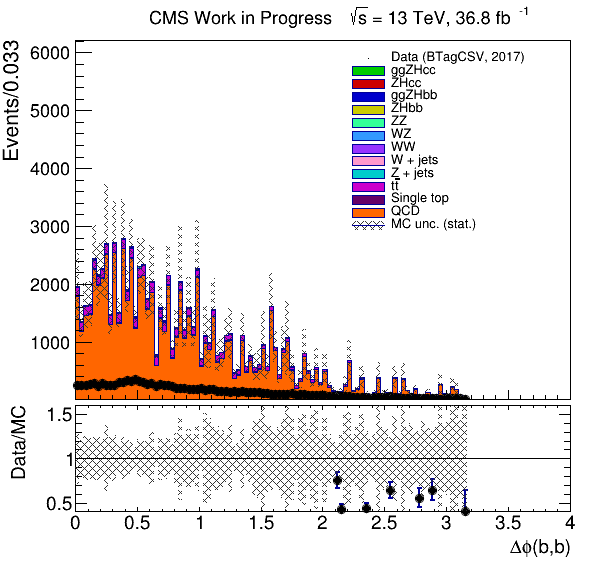 CMS Work in Progress √s = 13 TeV, 36.8 fb⁻¹
Events/0.033
6000
5000
4000
3000
2000
1000
Data (BTagCSV, 2017)
ggZHcc
ZHcc
ggZHbb
ZHbb
ZZ
WZ
WW
W + jets
Z + jets
tt̅
Single top
QCD
MC unc. (stat.)
Data/MC
1.5
1
0.5
0 0.5 1 1.5 2 2.5 3 3.5 4
Δϕ(b,b)